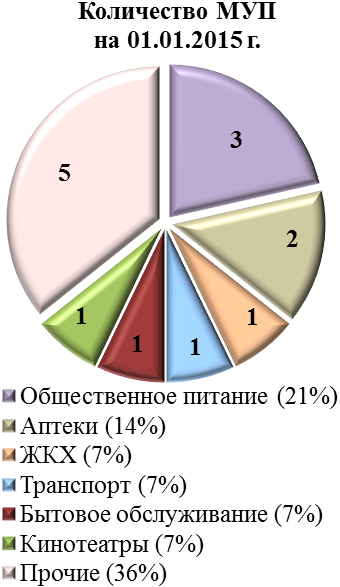 Количество МУП
на 01.01.2015 г.
3
5
2
1
1
1
1
Общественное питание (21%)
Аптеки (14%)
ЖКХ (7%)
Транспорт (7%)
Бытовое обслуживание (7%)
Кинотеатры (7%)
Прочие (36%)